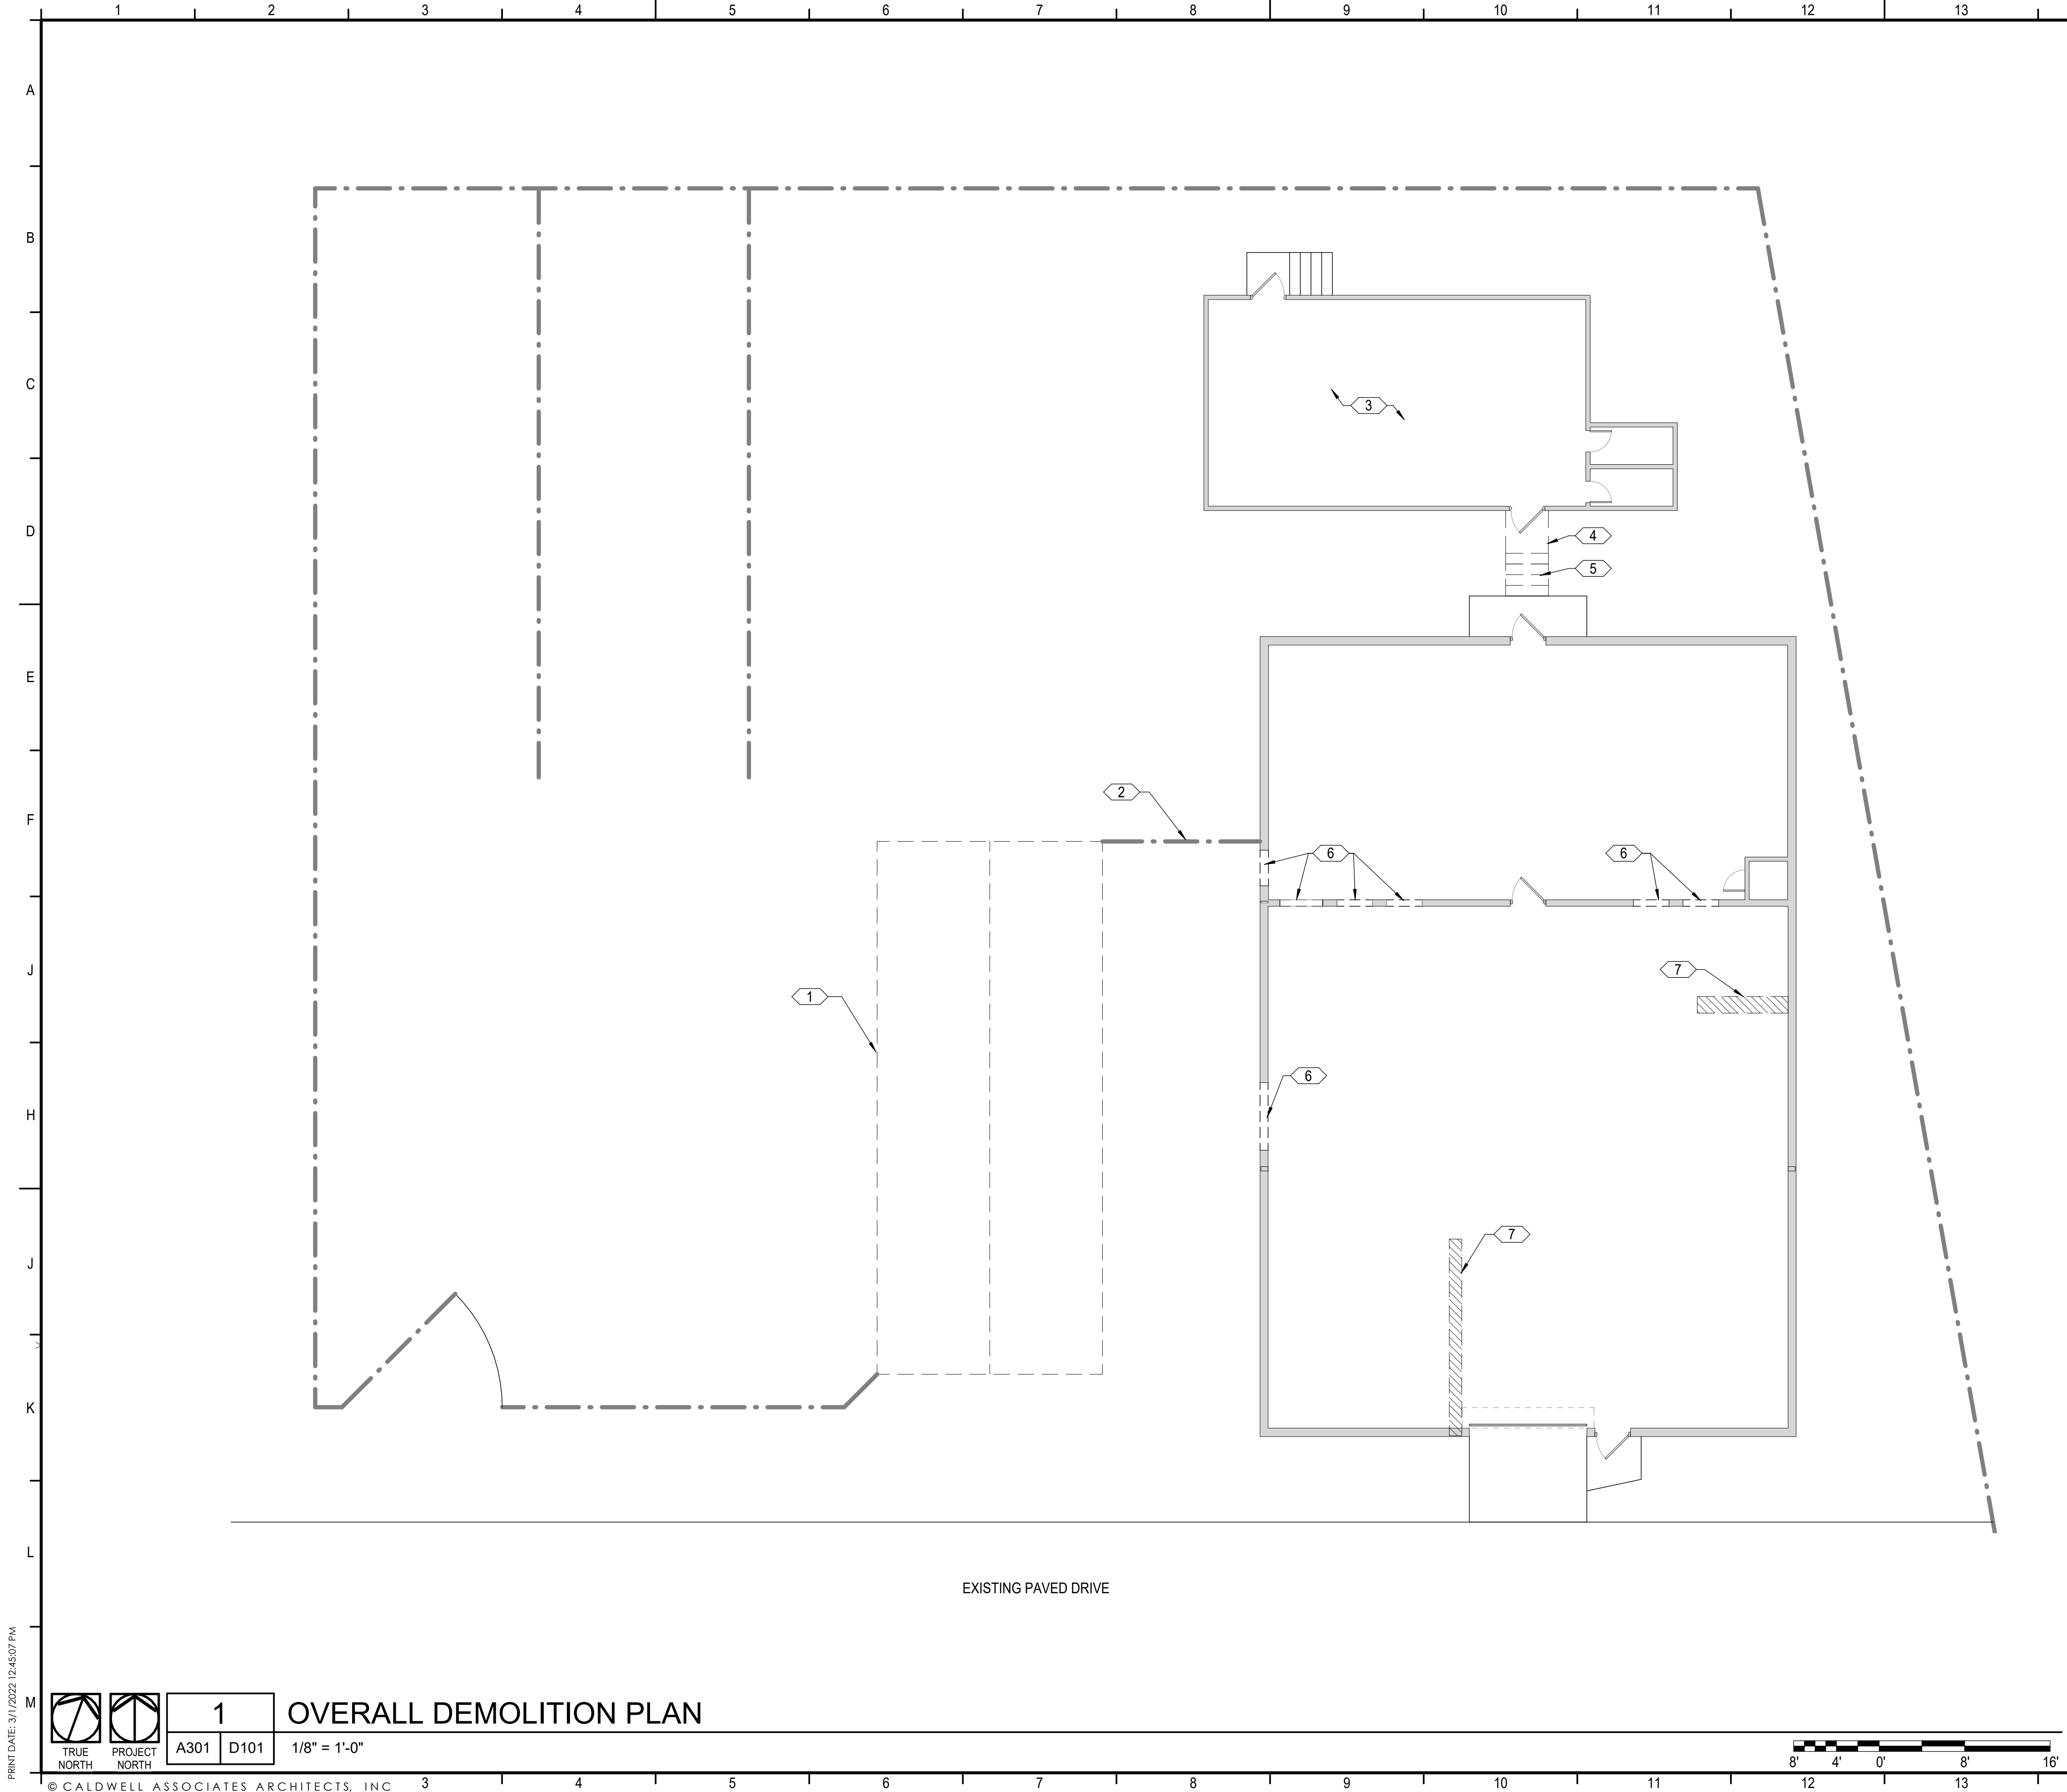 1 2 3 4 5 6 7 8 9 10 11 12 13
A
B
C
3
D
4
5
E
2
F
6 6
J
7
1
6
H
7
J
K
L
EXISTING PAVED DRIVE
M
1 OVERALL DEMOLITION PLAN
A301 D101 1/8" = 1'-0"
TRUE NORTH
PROJECT NORTH
8' 4' 0' 8' 16'
PRINT DATE: 3/1/2022 12:45:07 PM
© CALDWELL ASSOCIATES ARCHITECTS, INC
3 4 5 6 7 8 9 10 11 12 13